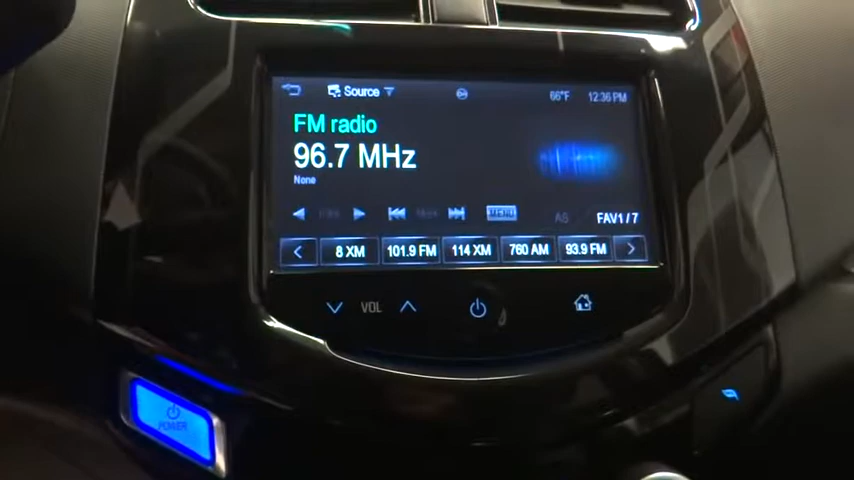 Source 66°F 12:36 PM
FM radio
96.7 MHz
None
MENU AS FAV1/7
8 XM 101.9 FM 114 XM 760 AM 93.9 FM
VOL
POWER